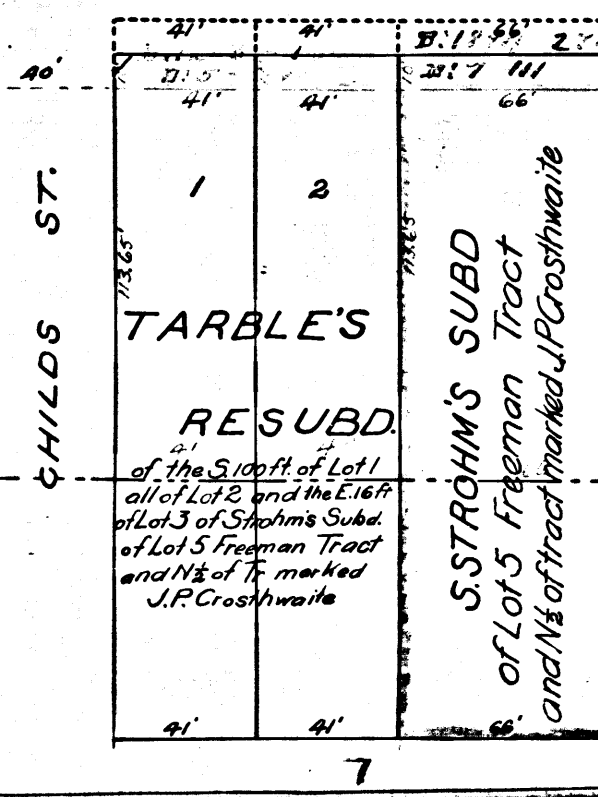 41'
41'
66'
40'
41'
41'
66'
1
2
CHILDS ST.
113.65'
113.65
TARBLE'S
RESUBD.
41'
of the S. 100 ft. of Lot 1
all of Lot 2 and the E. 16 ft
of Lot 3 of Strohm's Subd.
of Lot 5 Freeman Tract
and N½ of Tr marked
J.P. Crosthwaite
S. STROHM'S SUBD
of Lot 5 Freeman Tract
and N½ of tract marked J.P. Crosthwaite
41'
41'
66'
7